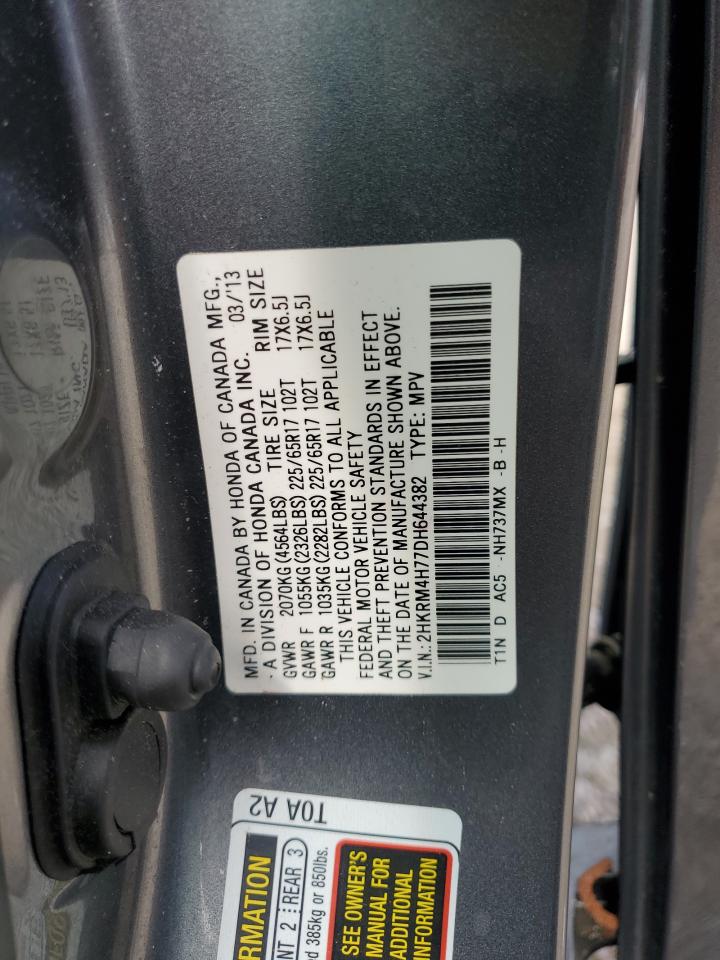 MFD. IN CANADA BY HONDA OF CANADA MFG.,
A DIVISION OF HONDA CANADA INC. 03/'13
GVWR 2070KG (4564LBS) TIRE SIZE RIM SIZE
GAWR F 1055KG (2326LBS) 225/65R17 102T 17X6.5J
GAWR R 1035KG (2282LBS) 225/65R17 102T 17X6.5J
THIS VEHICLE CONFORMS TO ALL APPLICABLE
FEDERAL MOTOR VEHICLE SAFETY
AND THEFT PREVENTION STANDARDS IN EFFECT
ON THE DATE OF MANUFACTURE SHOWN ABOVE.
V.I.N.: 2HKRM4H77DH644382 TYPE: MPV
T1N D AC5 -NH737MX -B -H
T0A A2
RMATION
NT 2 REAR 3
385kg or 850lbs.
SEE OWNER'S
MANUAL FOR
ADDITIONAL
INFORMATION